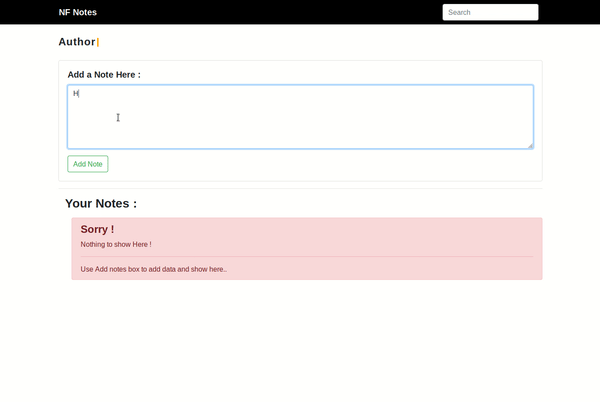 NF Notes
Search
Author
Add a Note Here :
H
Add Note
Your Notes :
Sorry !
Nothing to show Here !
Use Add notes box to add data and show here..